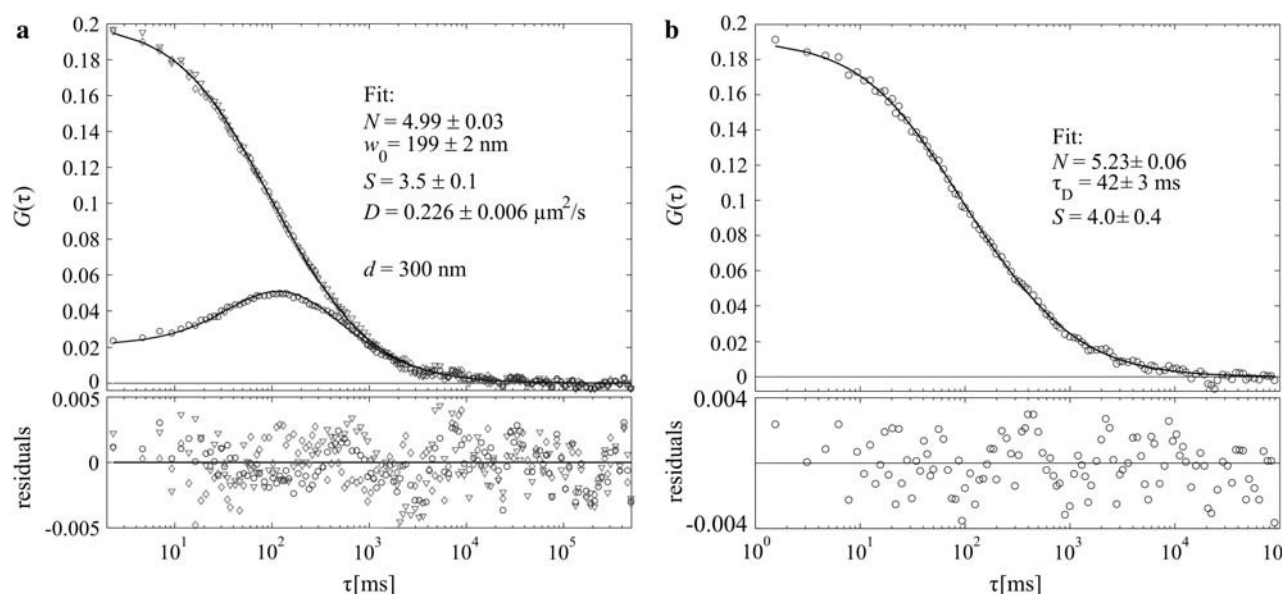 a
0.2
0.18
0.16
0.14
0.12
0.1
0.08
0.06
0.04
0.02
0
G(τ)
Fit:
N = 4.99 ± 0.03
w0= 199 ± 2 nm
S = 3.5 ± 0.1
D = 0.226 ± 0.006 μm²/s
d = 300 nm
0.005
0
-0.005
residuals
10¹ 10² 10³ 10⁴ 10⁵
τ[ms]
b
0.2
0.18
0.16
0.14
0.12
0.1
0.08
0.06
0.04
0.02
0
G(τ)
Fit:
N = 5.23± 0.06
τD = 42± 3 ms
S = 4.0± 0.4
0.004
0
-0.004
residuals
10⁰ 10¹ 10² 10³ 10⁴ 10
τ[ms]